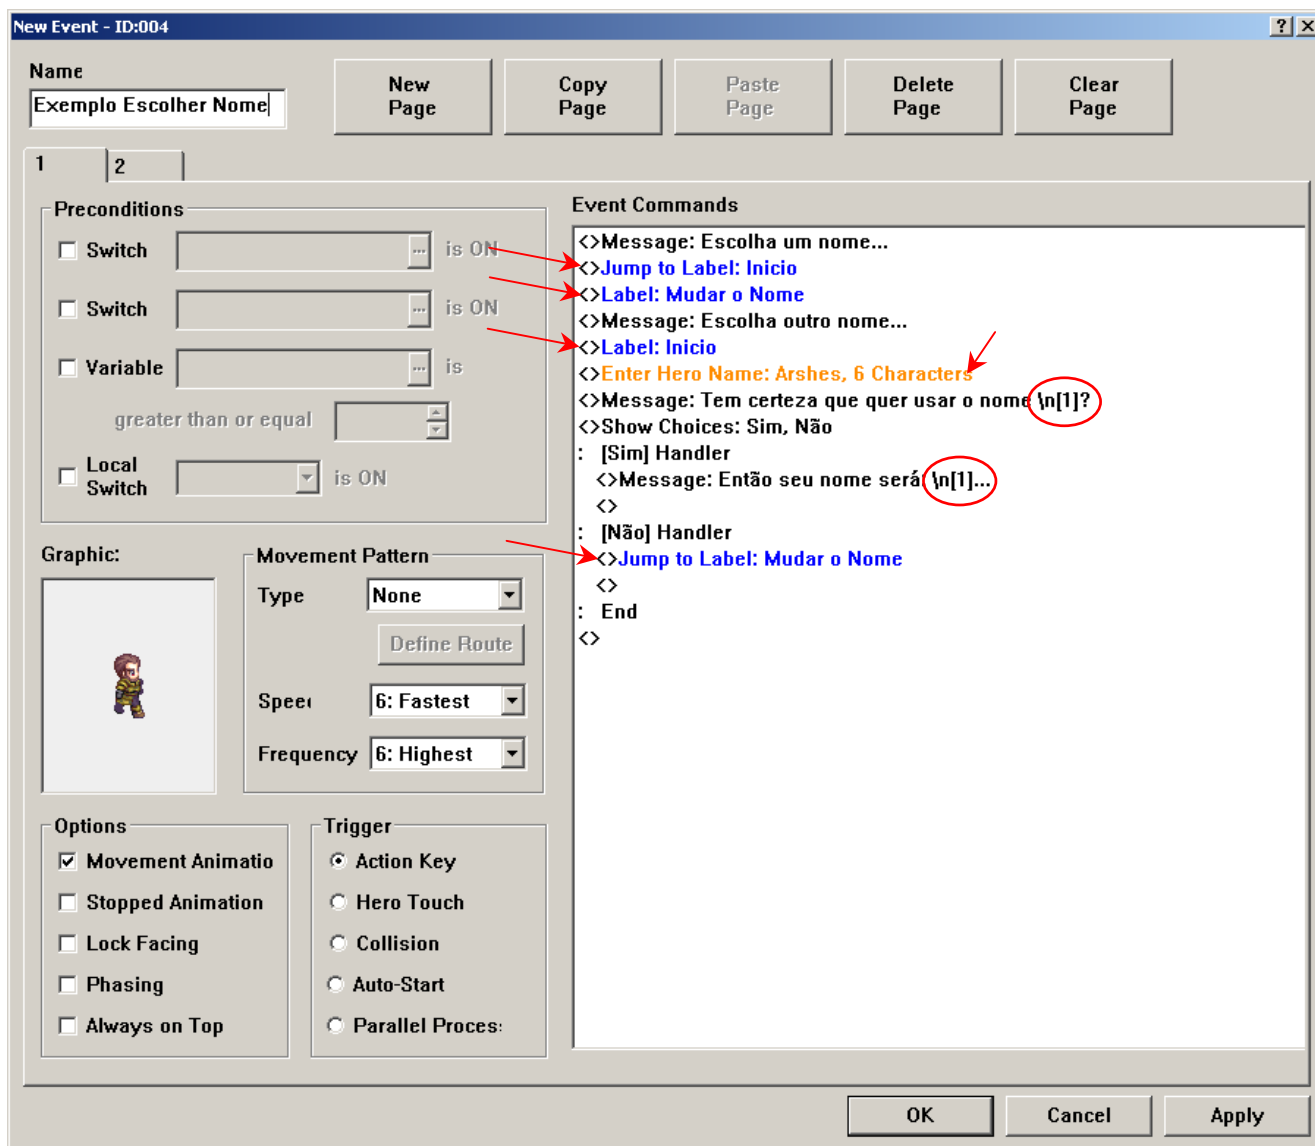 New Event - ID:004
Name
Exemplo Escolher Nome
New Page
Copy Page
Paste Page
Delete Page
Clear Page
1
2
Preconditions
Switch ... is ON
Switch ... is ON
Variable ... is
greater than or equal
Local Switch is ON
Graphic:
Movement Pattern
Type None
Define Route
Speed 6: Fastest
Frequency 6: Highest
Options
Movement Animatio
Stopped Animation
Lock Facing
Phasing
Always on Top
Trigger
Action Key
Hero Touch
Collision
Auto-Start
Parallel Proces
Event Commands
<>Message: Escolha um nome...
<>Jump to Label: Inicio
<>Label: Mudar o Nome
<>Message: Escolha outro nome...
<>Label: Inicio
<>Enter Hero Name: Arshes, 6 Characters
<>Message: Tem certeza que quer usar o nome \n[1]?
<>Show Choices: Sim, Não
: [Sim] Handler
<>Message: Então seu nome será \n[1]...
<>
: [Não] Handler
<>Jump to Label: Mudar o Nome
<>
: End
<>
OK
Cancel
Apply